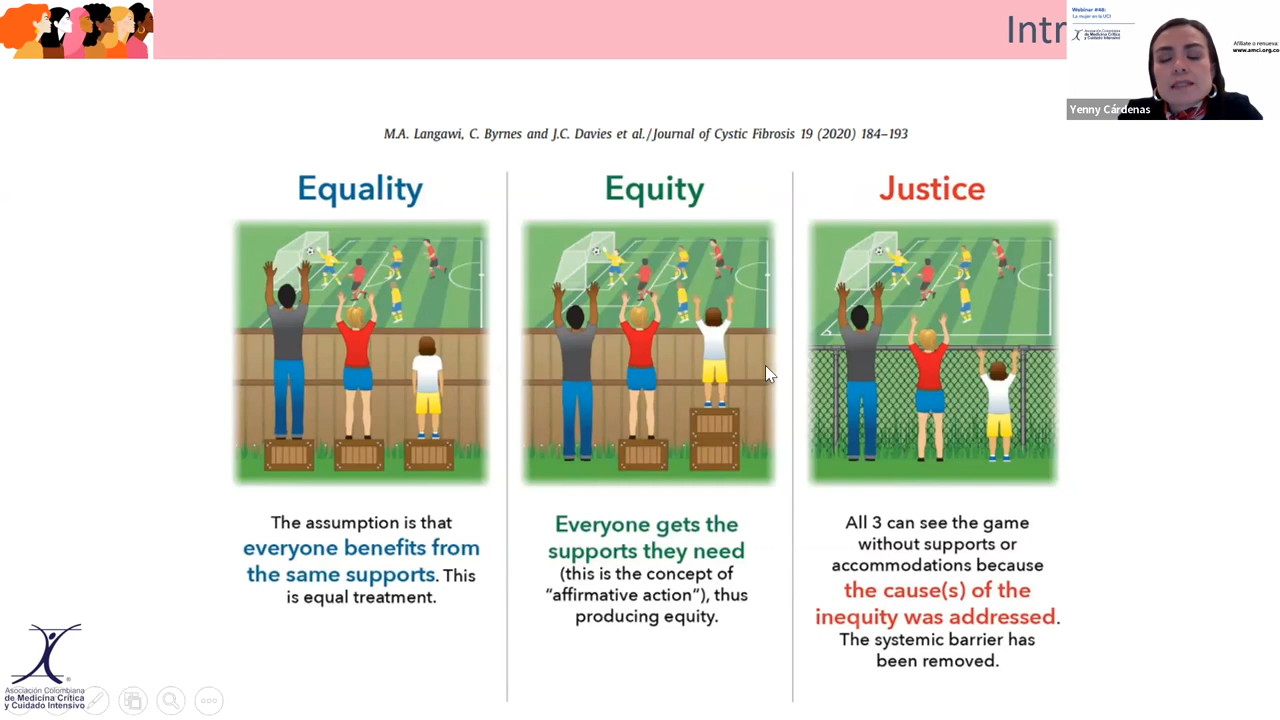 Intr
Webinar #48:
La mujer en la UCI
Asociación Colombiana
de Medicina Crítica
y Cuidado Intensivo
Afíliate o renueva:
www.amci.org.co
Yenny Cárdenas
M.A. Langawi, C. Byrnes and J.C. Davies et al./Journal of Cystic Fibrosis 19 (2020) 184–193
Equality
The assumption is that
everyone benefits from
the same supports. This
is equal treatment.
Equity
Everyone gets the
supports they need
(this is the concept of
“affirmative action”), thus
producing equity.
Justice
All 3 can see the game
without supports or
accommodations because
the cause(s) of the
inequity was addressed.
The systemic barrier has
been removed.
Asociación Colombiana
de Medicina Crítica
y Cuidado Intensivo